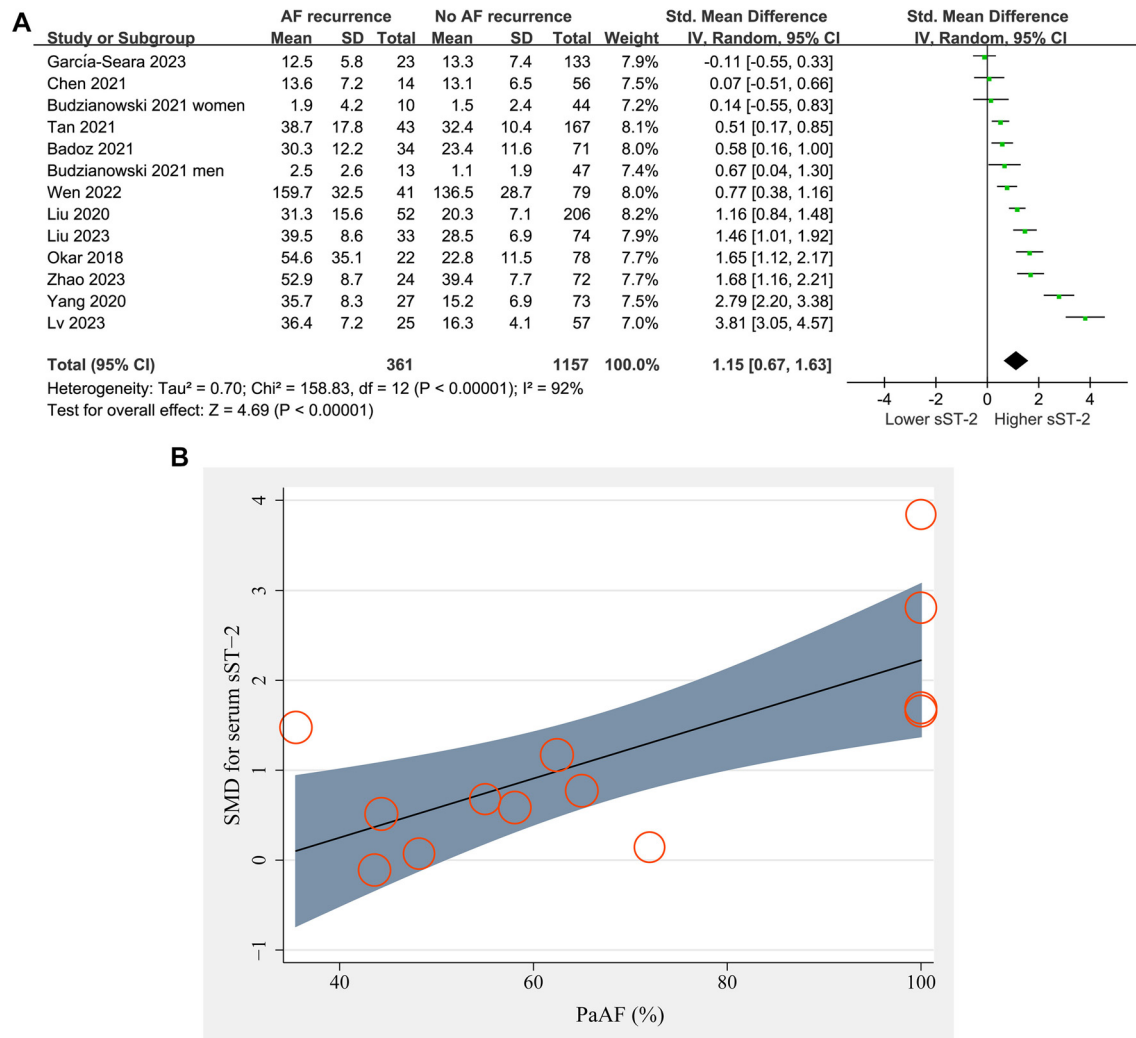 A
AF recurrence No AF recurrence Std. Mean Difference Std. Mean Difference
Study or Subgroup Mean SD Total Mean SD Total Weight IV, Random, 95% CI IV, Random, 95% CI
García-Seara 2023 12.5 5.8 23 13.3 7.4 133 7.9% -0.11 [-0.55, 0.33]
Chen 2021 13.6 7.2 14 13.1 6.5 56 7.5% 0.07 [-0.51, 0.66]
Budzianowski 2021 women 1.9 4.2 10 1.5 2.4 44 7.2% 0.14 [-0.55, 0.83]
Tan 2021 38.7 17.8 43 32.4 10.4 167 8.1% 0.51 [0.17, 0.85]
Badoz 2021 30.3 12.2 34 23.4 11.6 71 8.0% 0.58 [0.16, 1.00]
Budzianowski 2021 men 2.5 2.6 13 1.1 1.9 47 7.4% 0.67 [0.04, 1.30]
Wen 2022 159.7 32.5 41 136.5 28.7 79 8.0% 0.77 [0.38, 1.16]
Liu 2020 31.3 15.6 52 20.3 7.1 206 8.2% 1.16 [0.84, 1.48]
Liu 2023 39.5 8.6 33 28.5 6.9 74 7.9% 1.46 [1.01, 1.92]
Okar 2018 54.6 35.1 22 22.8 11.5 78 7.7% 1.65 [1.12, 2.17]
Zhao 2023 52.9 8.7 24 39.4 7.7 72 7.7% 1.68 [1.16, 2.21]
Yang 2020 35.7 8.3 27 15.2 6.9 73 7.5% 2.79 [2.20, 3.38]
Lv 2023 36.4 7.2 25 16.3 4.1 57 7.0% 3.81 [3.05, 4.57]
Total (95% CI) 361 1157 100.0% 1.15 [0.67, 1.63]
Heterogeneity: Tau² = 0.70; Chi² = 158.83, df = 12 (P < 0.00001); I² = 92%
Test for overall effect: Z = 4.69 (P < 0.00001)
-4 -2 0 2 4
Lower sST-2 Higher sST-2
B
4
3
2
1
0
−1
SMD for serum sST−2
40 60 80 100
PaAF (%)